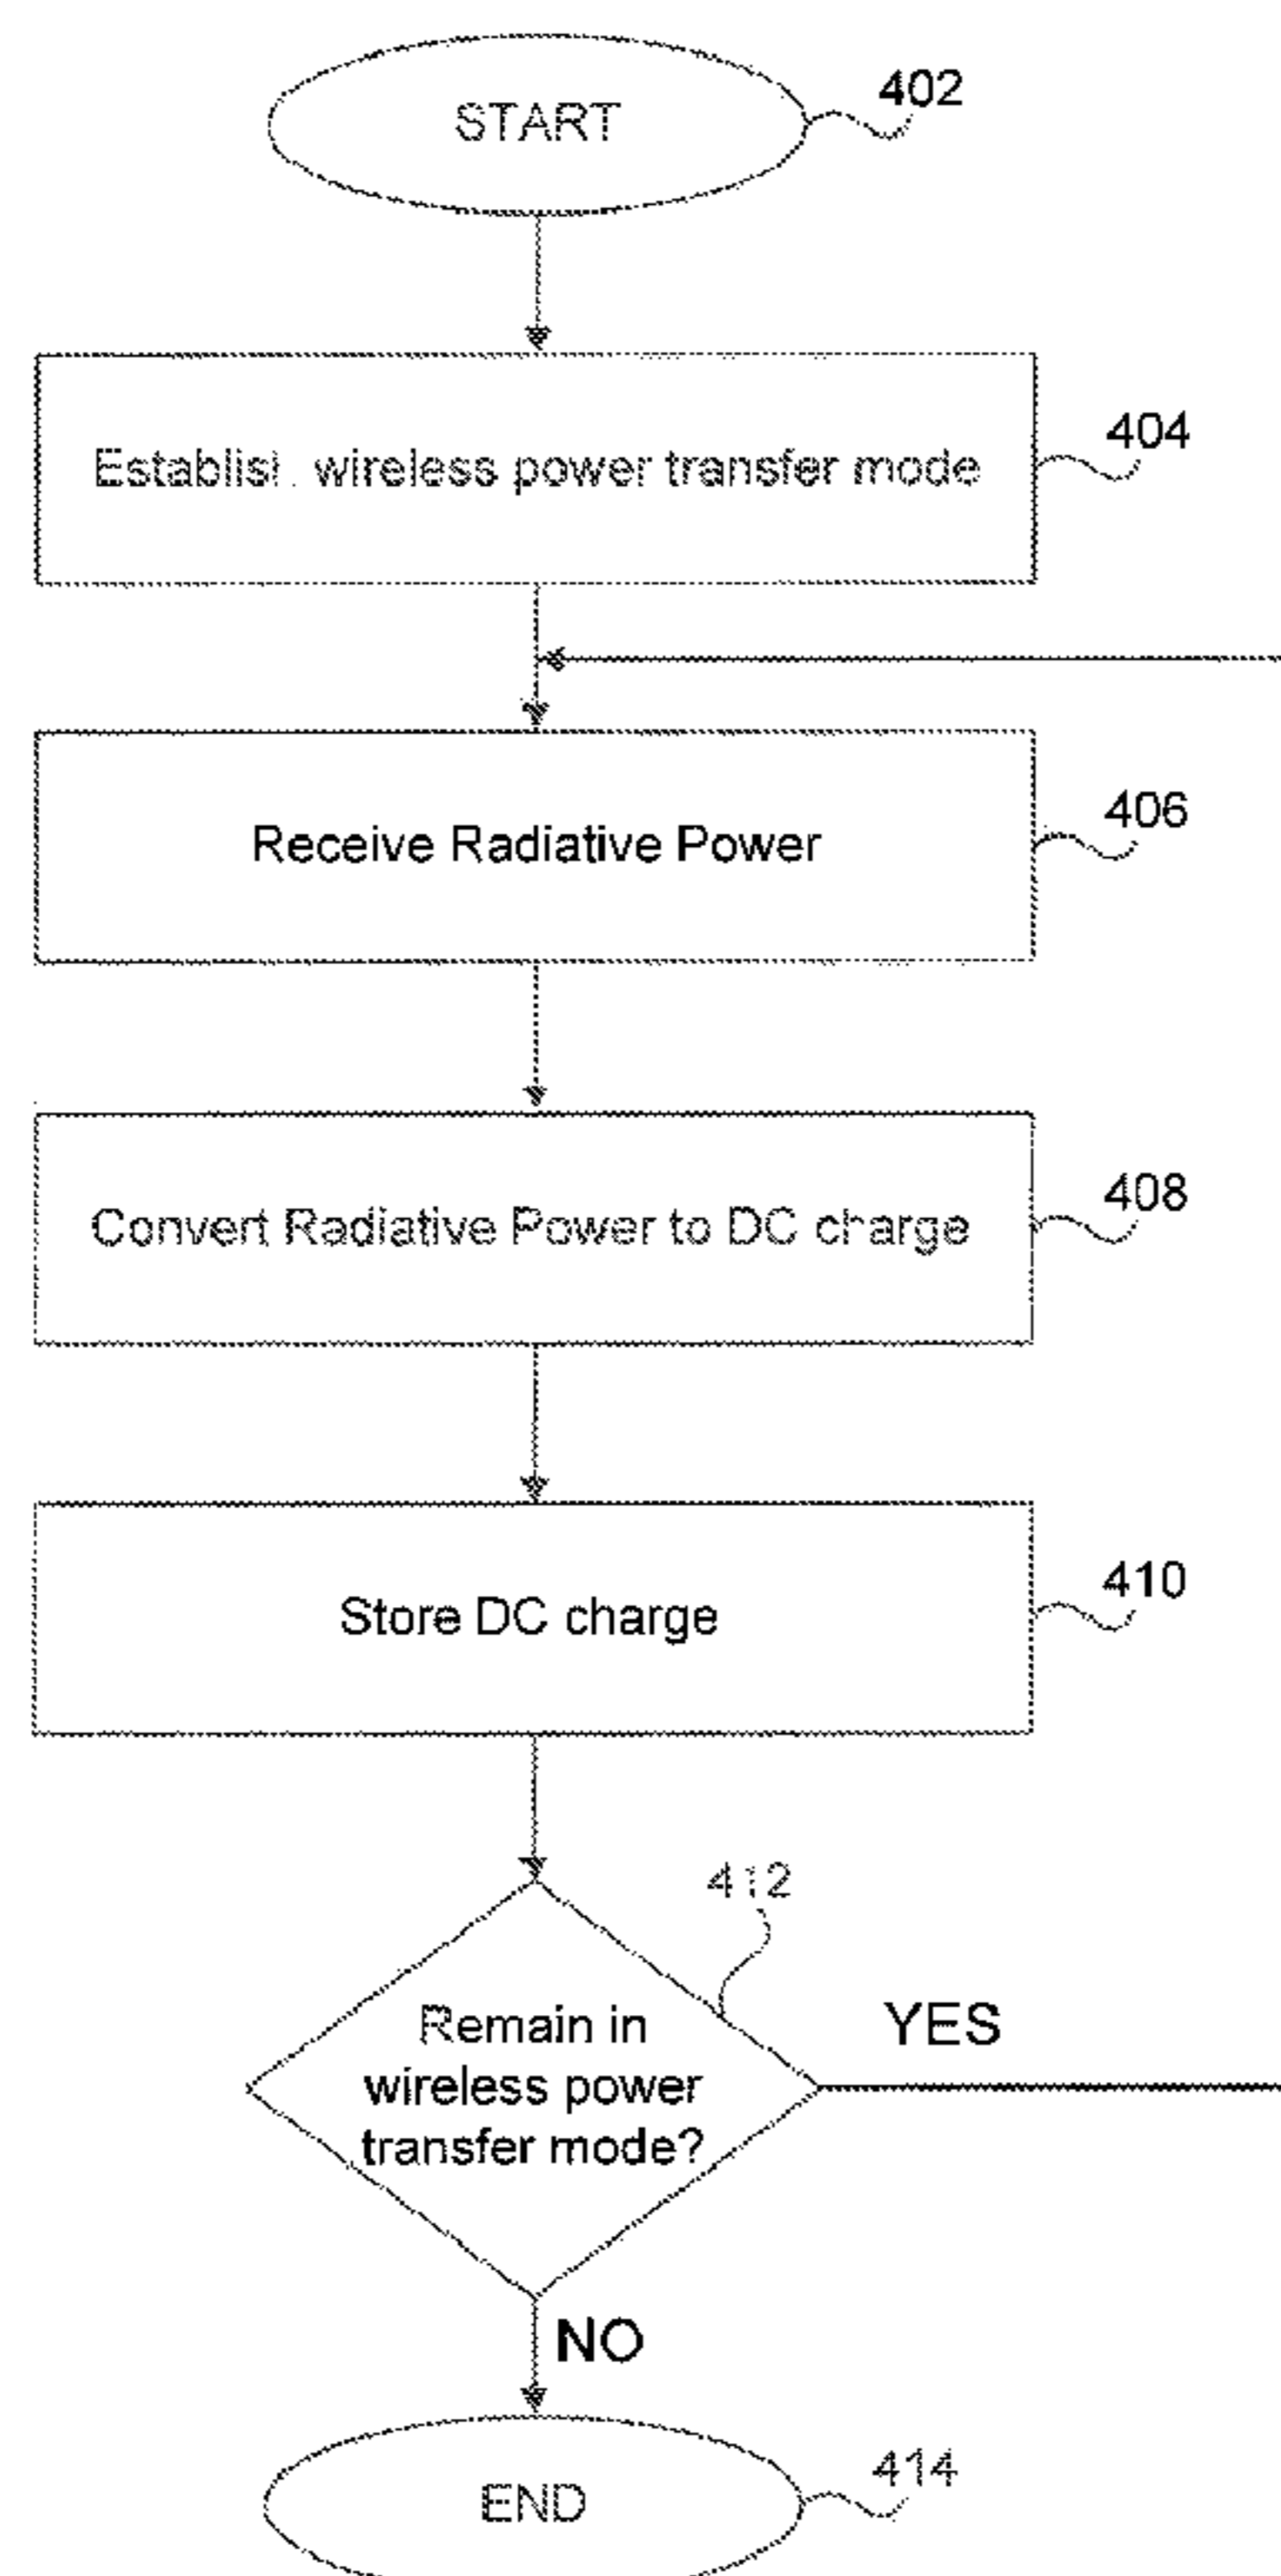 START
402
Establish wireless power transfer mode
404
Receive Radiative Power
406
Convert Radiative Power to DC charge
408
Store DC charge
410
412
Remain in
wireless power
transfer mode?
YES
NO
END
414